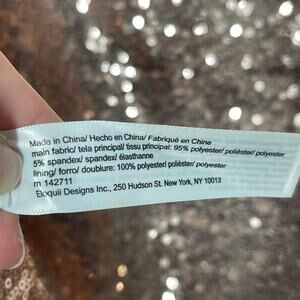 Made in China/ Hecho en China/ Fabriqué en Chine
main fabric/ tela principal/ tissu principal: 95% polyester/ poliéster/ polyester
5% spandex/ spandex/ élasthanne
lining/ forro/ doublure: 100% polyester/ poliéster/ polyester
rn 142711
Eloquii Designs Inc., 250 Hudson St. New York, NY 10013